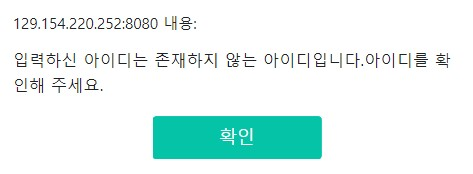 129.154.220.252:8080 내용:
입력하신 아이디는 존재하지 않는 아이디입니다.아이디를 확
인해 주세요.
확인